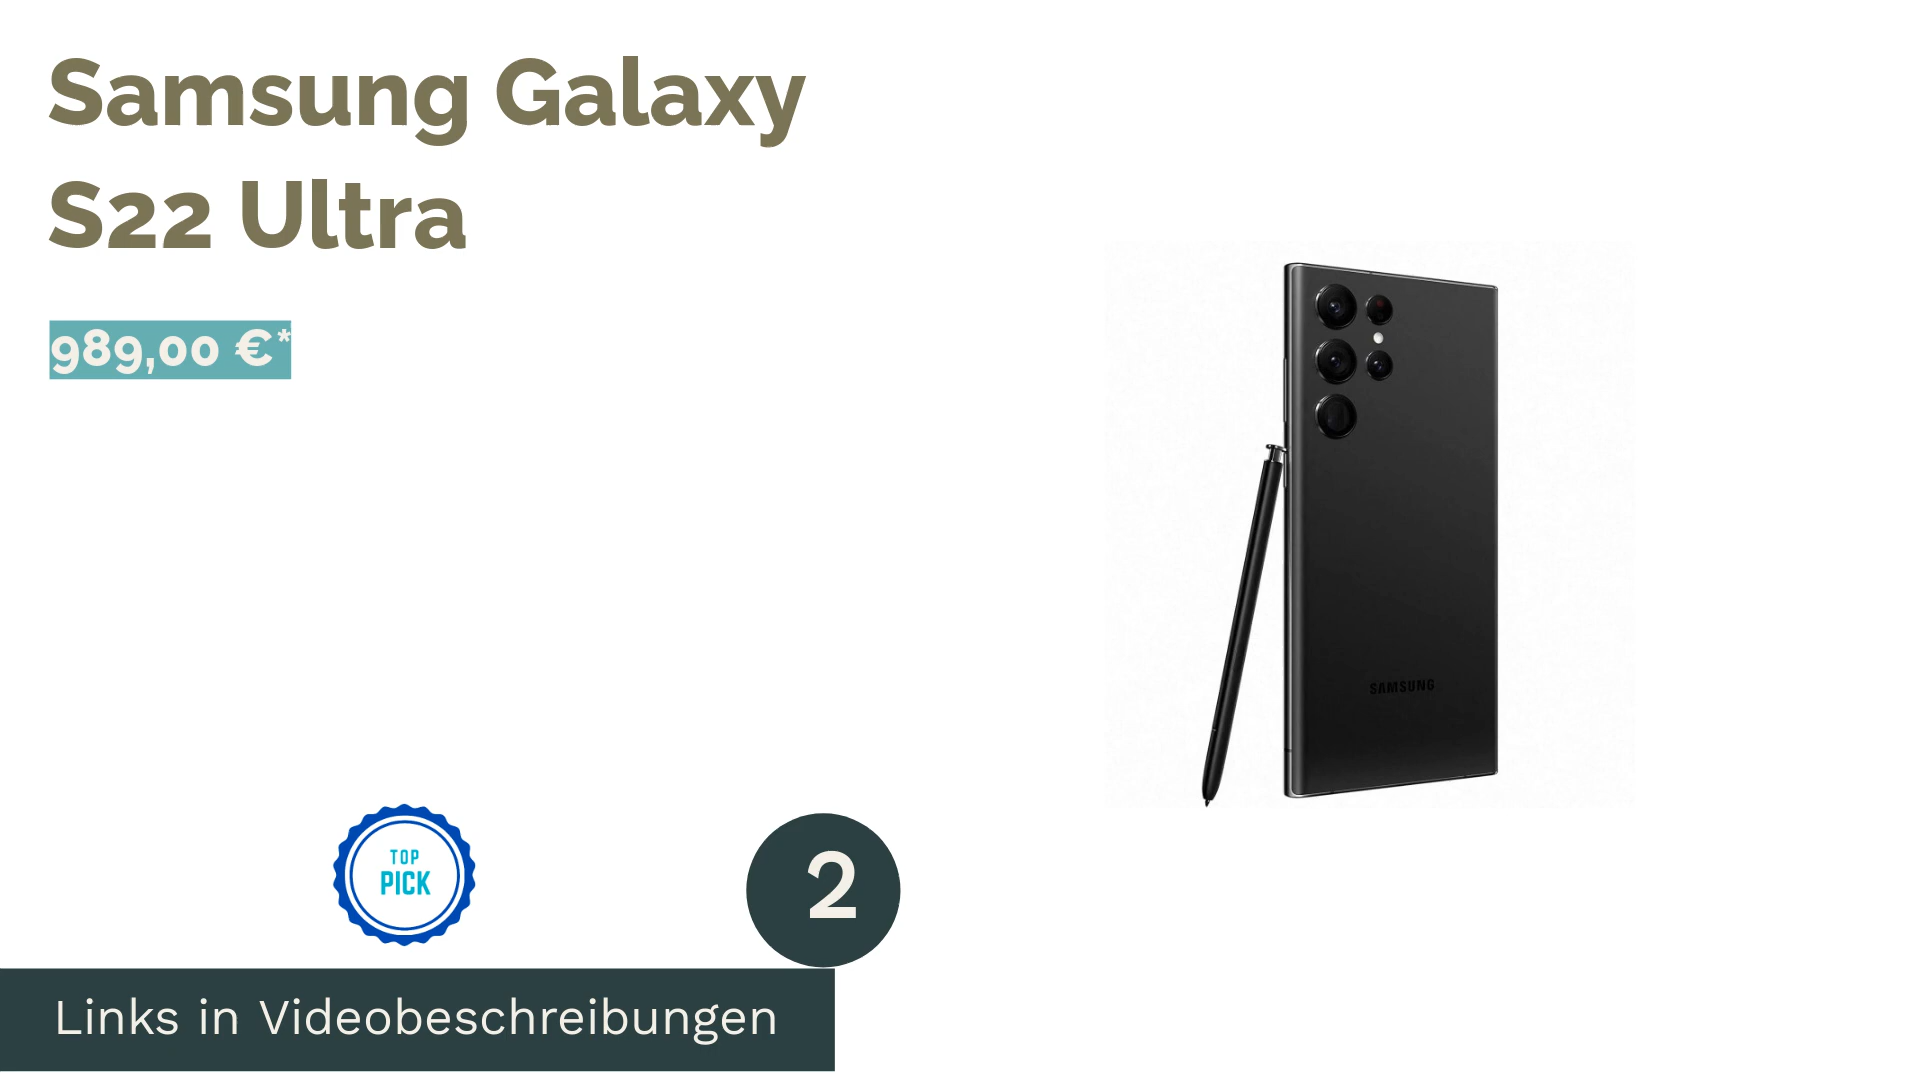 Samsung Galaxy
S22 Ultra
989,00 €*
SAMSUNG
TOP
PICK
2
Links in Videobeschreibungen